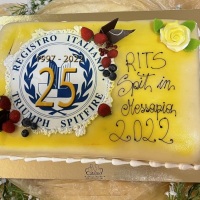 REGISTRO ITALIANO
1997 - 2022
25
TRIUMPH SPITFIRE
RITS
Spit in
Messapia
2022